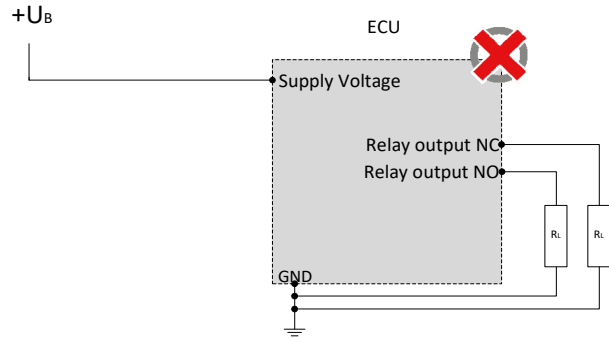 +UB
ECU
Supply Voltage
Relay output NC
Relay output NO
RL RL
GND